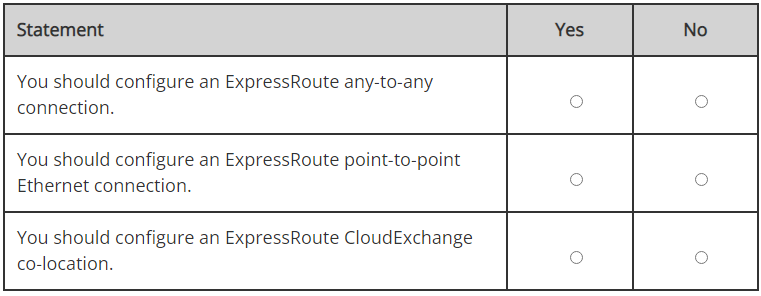 Statement Yes No
You should configure an ExpressRoute any-to-any
connection.
You should configure an ExpressRoute point-to-point
Ethernet connection.
You should configure an ExpressRoute CloudExchange
co-location.